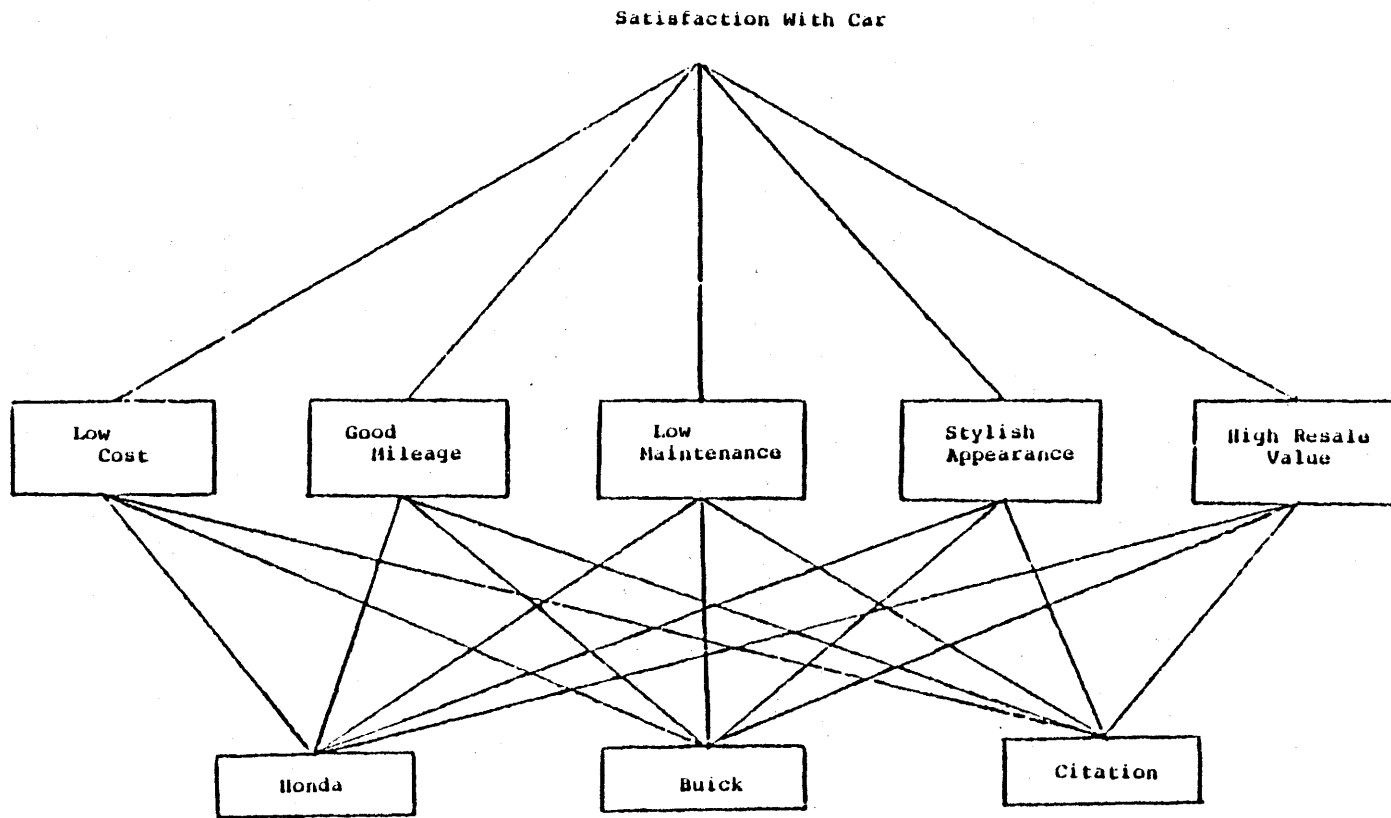 Satisfaction With Car
Low
Cost
Good
Mileage
Low
Maintenance
Stylish
Appearance
High Resale
Value
Honda
Buick
Citation